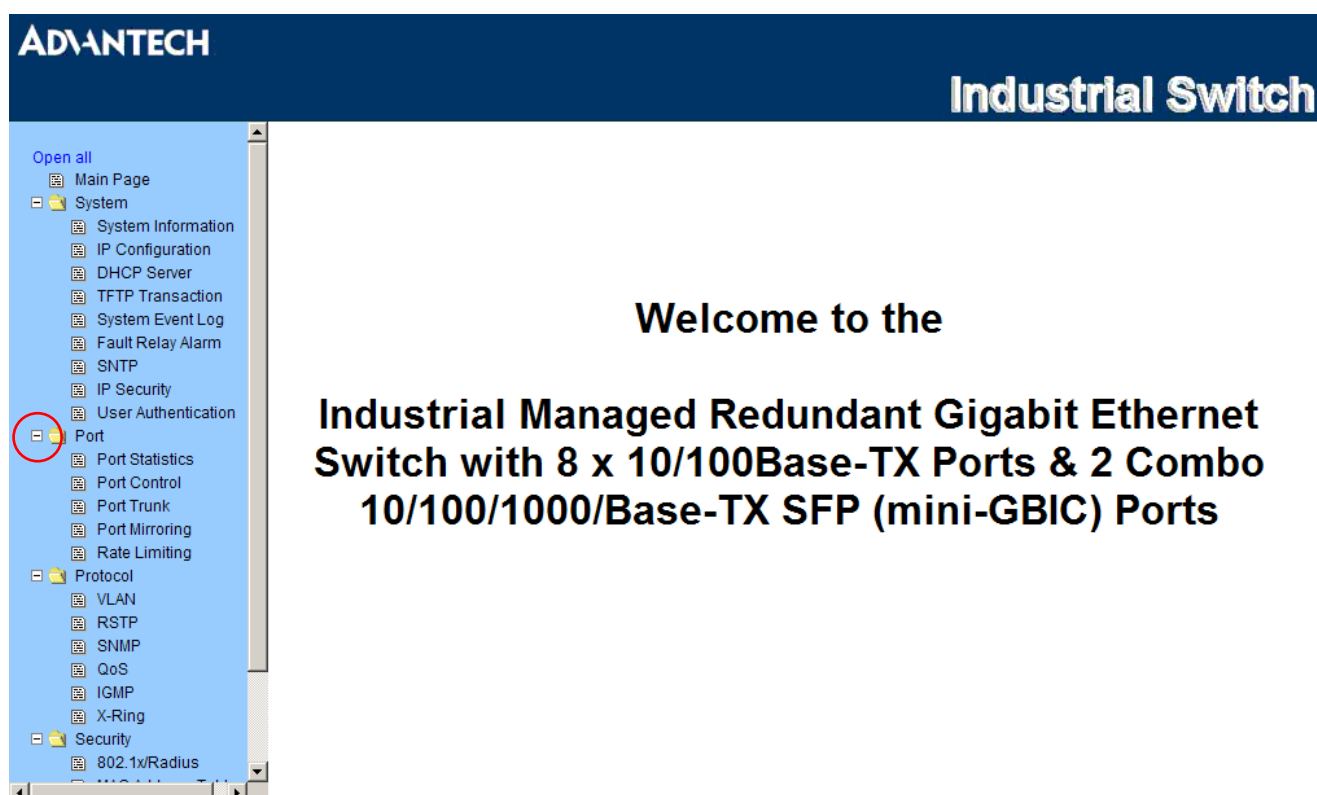 ADVANTECH
Industrial Switch
Open all
Main Page
System
System Information
IP Configuration
DHCP Server
TFTP Transaction
System Event Log
Fault Relay Alarm
SNTP
IP Security
User Authentication
Port
Port Statistics
Port Control
Port Trunk
Port Mirroring
Rate Limiting
Protocol
VLAN
RSTP
SNMP
QoS
IGMP
X-Ring
Security
802.1x/Radius
Welcome to the
Industrial Managed Redundant Gigabit Ethernet
Switch with 8 x 10/100Base-TX Ports & 2 Combo
10/100/1000/Base-TX SFP (mini-GBIC) Ports